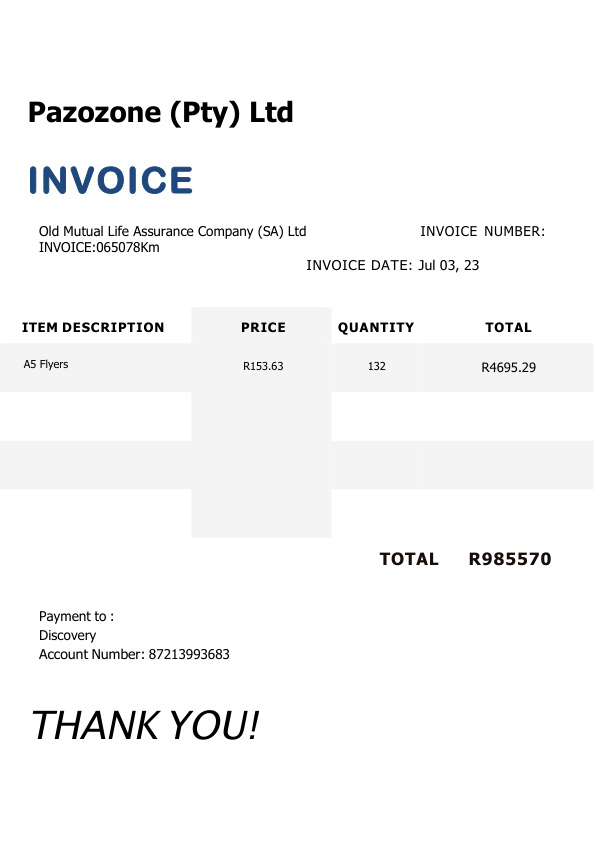 Pazozone (Pty) Ltd
INVOICE
Old Mutual Life Assurance Company (SA) Ltd INVOICE NUMBER:
INVOICE:065078Km
INVOICE DATE: Jul 03, 23
ITEM DESCRIPTION PRICE QUANTITY TOTAL
A5 Flyers R153.63 132 R4695.29
TOTAL R985570
Payment to :
Discovery
Account Number: 87213993683
THANK YOU!